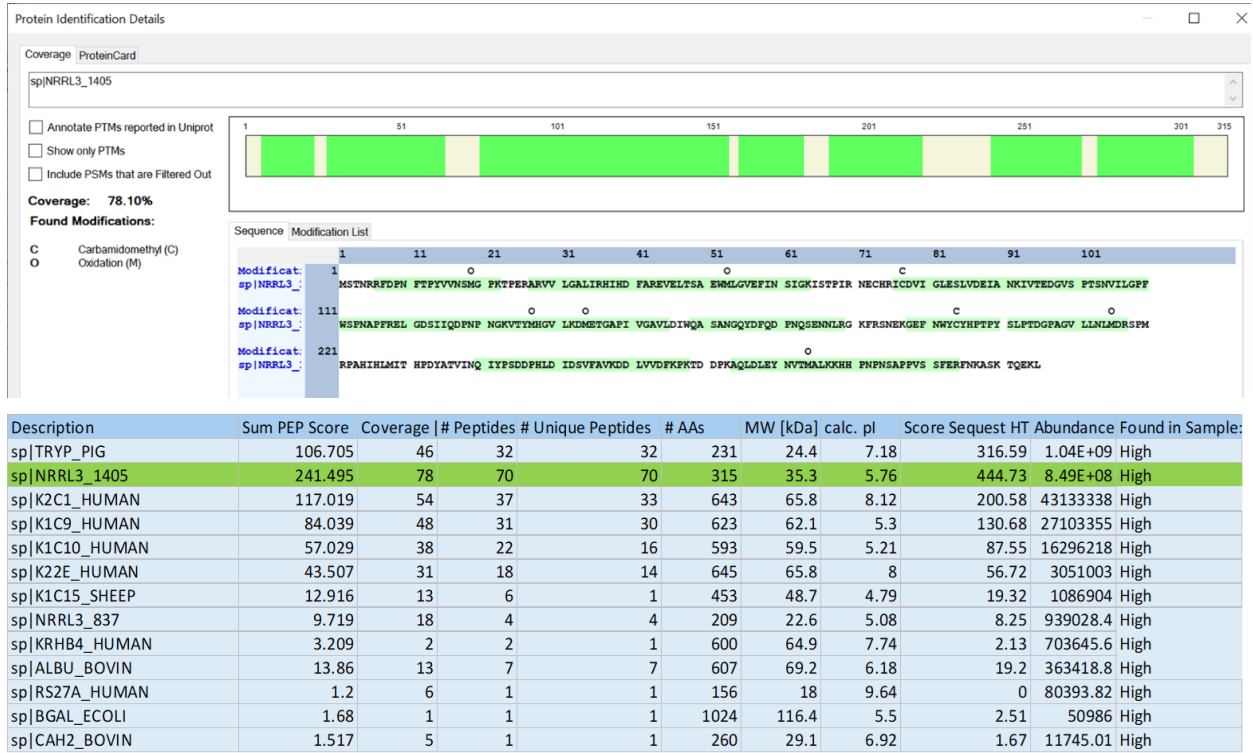 Protein Identification Details
Coverage ProteinCard
sp|NRRL3_1405
Annotate PTMs reported in Uniprot
Show only PTMs
Include PSMs that are Filtered Out
Coverage: 78.10%
Found Modifications:
C Carbamidomethyl (C)
O Oxidation (M)
1 51 101 151 201 251 301 315
Sequence Modification List
1 11 21 31 41 51 61 71 81 91 101
Modificat: 1 O O C
sp|NRRL3_: MSTNRRFDPN FTPYVVNSMG PKTPERARVV LGALIRHIHD FAREVELTSA EWMLGVEFIN SIGKISTPIR NECHRICDVI GLESLVDEIA NKIVTEDGVS PTSNVILGPF
Modificat: 111 O O C O
sp|NRRL3_: WSPNAPFREL GDSIIQDPNP NGKVTYMHGV LKDMETGAPI VGAVLDIWQA SANGQYDFQD PNQSENNLRG KFRSNEKGEF NWYCYHPTPY SLPTDGPAGV LLNLMDRSPM
Modificat: 221 O
sp|NRRL3_: RPAHIHLMIT HPDYATVINQ IYPSDDPHLD IDSVFAVKDD LVVDFKPKTD DPKAQLDLEY NVTMALKKHH PNPNSAPPVS SFERFNKASK TQEKL
Description Sum PEP Score Coverage | # Peptides # Unique Peptides # AAs MW [kDa] calc. pI Score Sequest HT Abundance Found in Sample:
sp|TRYP_PIG 106.705 46 32 32 231 24.4 7.18 316.59 1.04E+09 High
sp|NRRL3_1405 241.495 78 70 70 315 35.3 5.76 444.73 8.49E+08 High
sp|K2C1_HUMAN 117.019 54 37 33 643 65.8 8.12 200.58 43133338 High
sp|K1C9_HUMAN 84.039 48 31 30 623 62.1 5.3 130.68 27103355 High
sp|K1C10_HUMAN 57.029 38 22 16 593 59.5 5.21 87.55 16296218 High
sp|K22E_HUMAN 43.507 31 18 14 645 65.8 8 56.72 3051003 High
sp|K1C15_SHEEP 12.916 13 6 1 453 48.7 4.79 19.32 1086904 High
sp|NRRL3_837 9.719 18 4 4 209 22.6 5.08 8.25 939028.4 High
sp|KRHB4_HUMAN 3.209 2 2 1 600 64.9 7.74 2.13 703645.6 High
sp|ALBU_BOVIN 13.86 13 7 7 607 69.2 6.18 19.2 363418.8 High
sp|RS27A_HUMAN 1.2 6 1 1 156 18 9.64 0 80393.82 High
sp|BGAL_ECOLI 1.68 1 1 1 1024 116.4 5.5 2.51 50986 High
sp|CAH2_BOVIN 1.517 5 1 1 260 29.1 6.92 1.67 11745.01 High